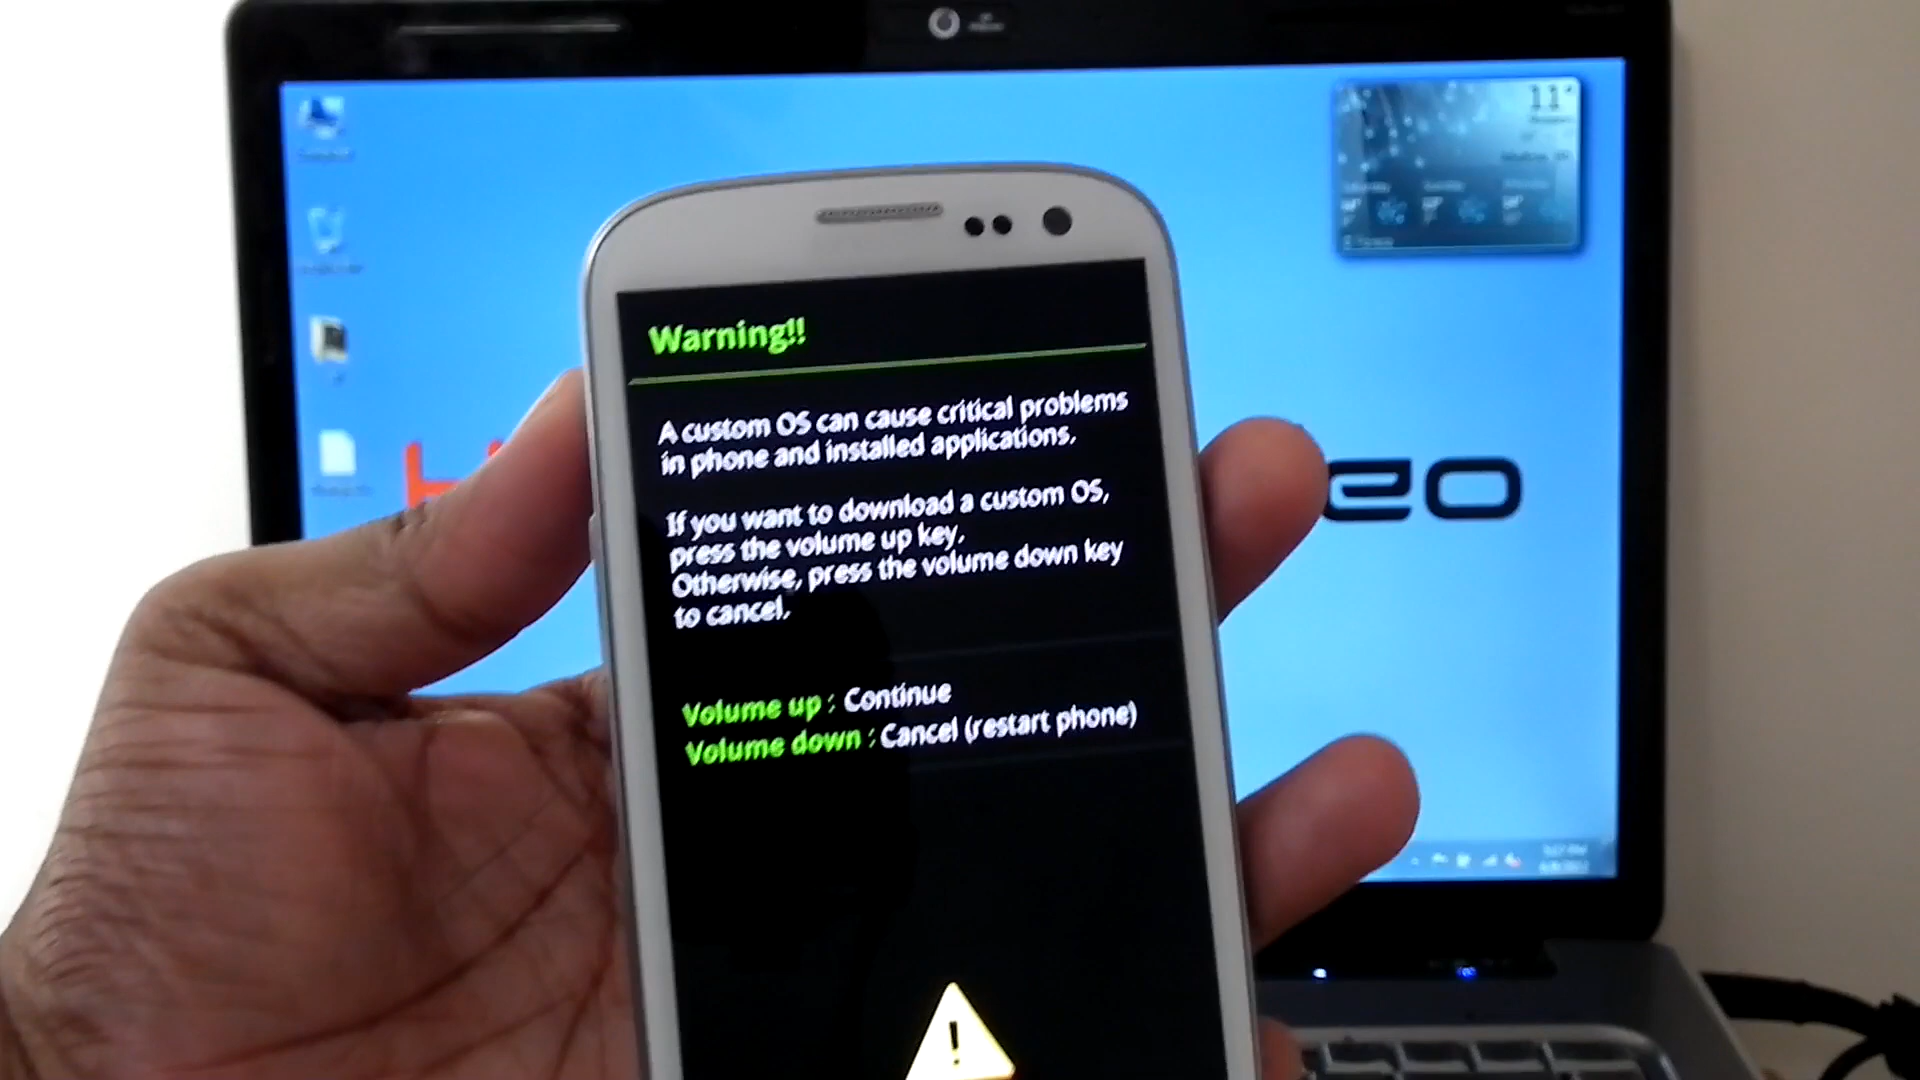 11°
Warning!!
A custom OS can cause critical problems
in phone and installed applications.
If you want to download a custom OS,
press the volume up key.
Otherwise, press the volume down key
to cancel.
Volume up : Continue
Volume down : Cancel (restart phone)
!